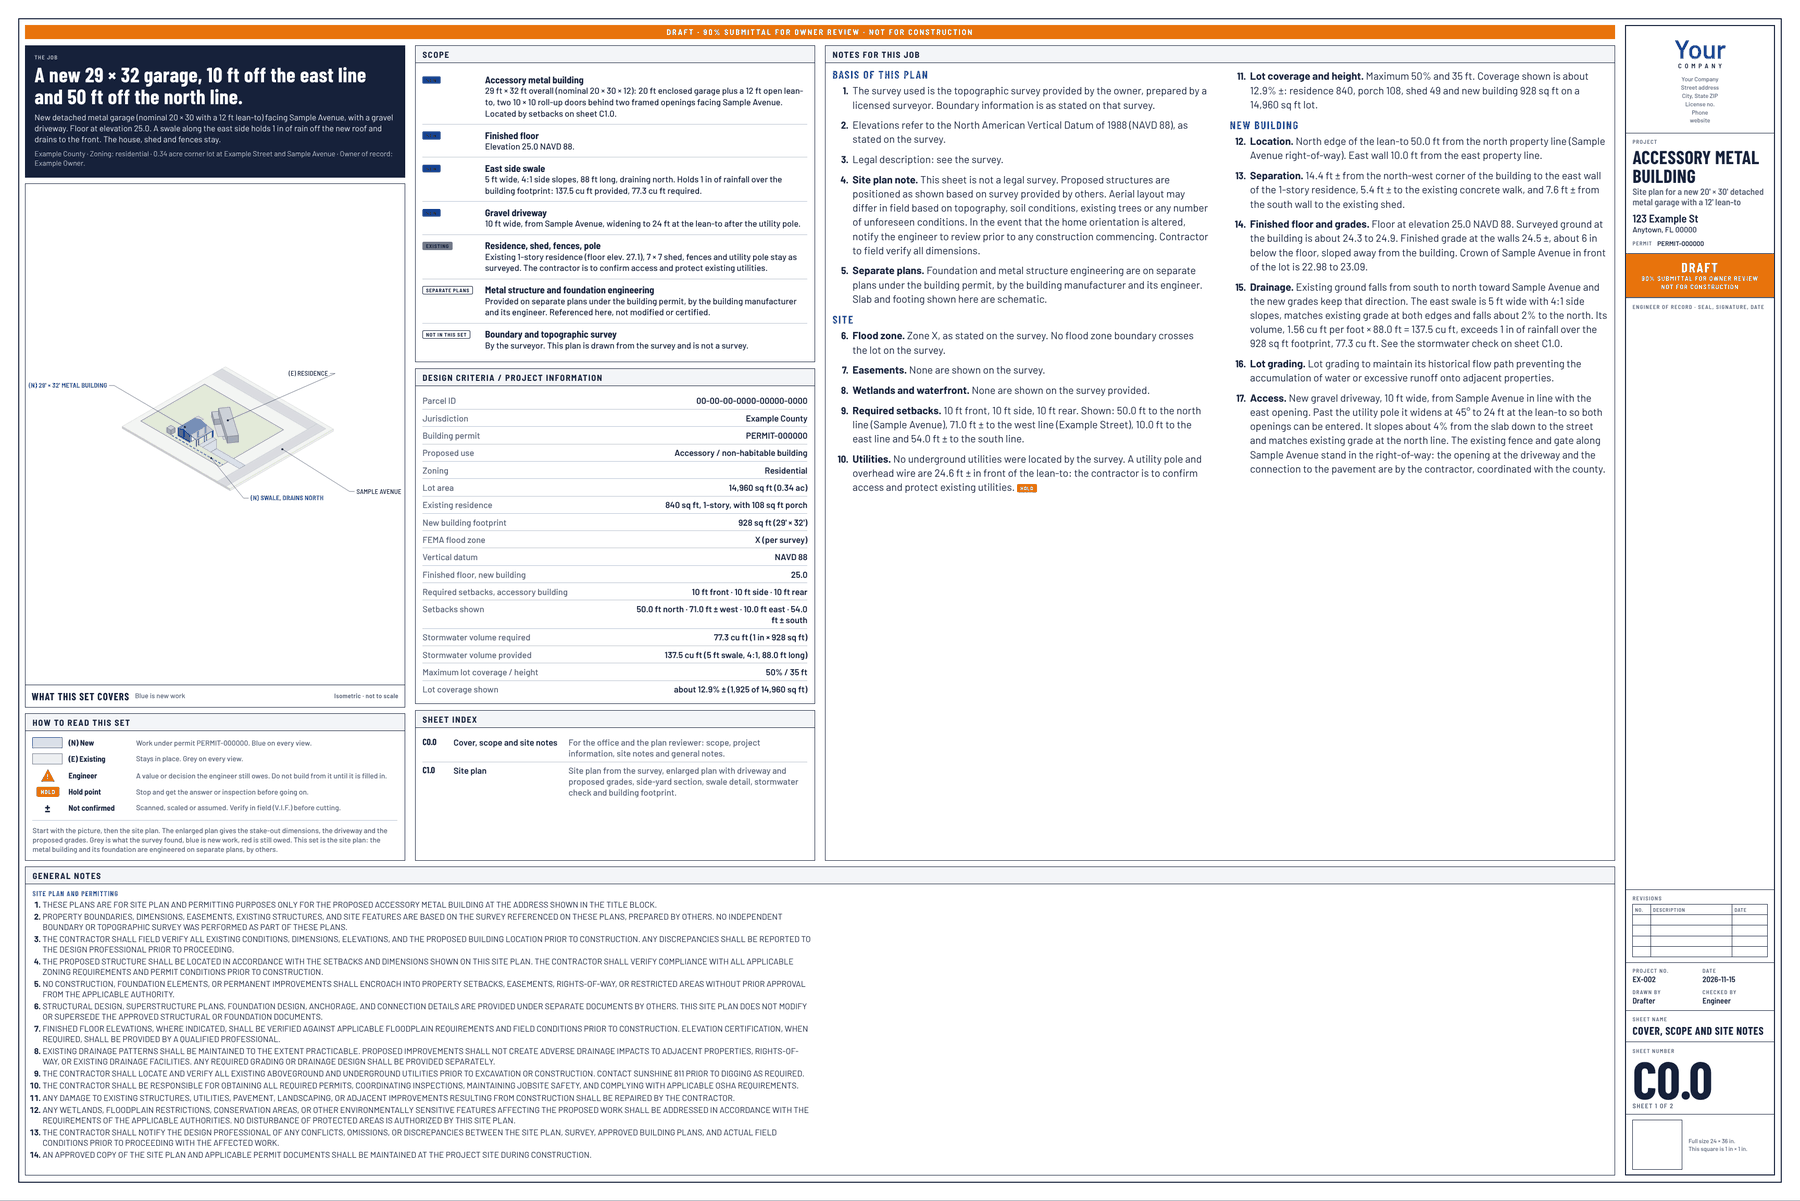 DRAFT · 90% SUBMITTAL FOR OWNER REVIEW · NOT FOR CONSTRUCTION
THE JOB
A new 29 × 32 garage, 10 ft off the east line
and 50 ft off the north line.
New detached metal garage (nominal 20 × 30 with a 12 ft lean-to) facing Sample Avenue, with a gravel
driveway. Floor at elevation 25.0. A swale along the east side holds 1 in of rain off the new roof and
drains to the front. The house, shed and fences stay.
Example County · Zoning: residential · 0.34 acre corner lot at Example Street and Sample Avenue · Owner of record:
Example Owner.
(N) 29' × 32' METAL BUILDING
(E) RESIDENCE
(N) SWALE, DRAINS NORTH
SAMPLE AVENUE
WHAT THIS SET COVERS Blue is new work
Isometric · not to scale
HOW TO READ THIS SET
(N) New Work under permit PERMIT-000000. Blue on every view.
(E) Existing Stays in place. Grey on every view.
Engineer A value or decision the engineer still owes. Do not build from it until it is filled in.
HOLD Hold point Stop and get the answer or inspection before going on.
± Not confirmed Scanned, scaled or assumed. Verify in field (V.I.F.) before cutting.
Start with the picture, then the site plan. The enlarged plan gives the stake-out dimensions, the driveway and the
proposed grades. Grey is what the survey found, blue is new work, red is still owed. This set is the site plan: the
metal building and its foundation are engineered on separate plans, by others.
SCOPE
Accessory metal building
29 ft × 32 ft overall (nominal 20 × 30 × 12): 20 ft enclosed garage plus a 12 ft open lean-
to, two 10 × 10 roll-up doors behind two framed openings facing Sample Avenue.
Located by setbacks on sheet C1.0.
Finished floor
Elevation 25.0 NAVD 88.
East side swale
5 ft wide, 4:1 side slopes, 88 ft long, draining north. Holds 1 in of rainfall over the
building footprint: 137.5 cu ft provided, 77.3 cu ft required.
Gravel driveway
10 ft wide, from Sample Avenue, widening to 24 ft at the lean-to after the utility pole.
EXISTING
Residence, shed, fences, pole
Existing 1-story residence (floor elev. 27.1), 7 × 7 shed, fences and utility pole stay as
surveyed. The contractor is to confirm access and protect existing utilities.
SEPARATE PLANS
Metal structure and foundation engineering
Provided on separate plans under the building permit, by the building manufacturer
and its engineer. Referenced here, not modified or certified.
NOT IN THIS SET
Boundary and topographic survey
By the surveyor. This plan is drawn from the survey and is not a survey.
DESIGN CRITERIA / PROJECT INFORMATION
Parcel ID 00-00-00-0000-00000-0000
Jurisdiction Example County
Building permit PERMIT-000000
Proposed use Accessory / non-habitable building
Zoning Residential
Lot area 14,960 sq ft (0.34 ac)
Existing residence 840 sq ft, 1-story, with 108 sq ft porch
New building footprint 928 sq ft (29' × 32')
FEMA flood zone X (per survey)
Vertical datum NAVD 88
Finished floor, new building 25.0
Required setbacks, accessory building 10 ft front · 10 ft side · 10 ft rear
Setbacks shown 50.0 ft north · 71.0 ft ± west · 10.0 ft east · 54.0
ft ± south
Stormwater volume required 77.3 cu ft (1 in × 928 sq ft)
Stormwater volume provided 137.5 cu ft (5 ft swale, 4:1, 88.0 ft long)
Maximum lot coverage / height 50% / 35 ft
Lot coverage shown about 12.9% ± (1,925 of 14,960 sq ft)
SHEET INDEX
C0.0 Cover, scope and site notes For the office and the plan reviewer: scope, project
information, site notes and general notes.
C1.0 Site plan Site plan from the survey, enlarged plan with driveway and
proposed grades, side-yard section, swale detail, stormwater
check and building footprint.
NOTES FOR THIS JOB
BASIS OF THIS PLAN
1. The survey used is the topographic survey provided by the owner, prepared by a
licensed surveyor. Boundary information is as stated on that survey.
2. Elevations refer to the North American Vertical Datum of 1988 (NAVD 88), as
stated on the survey.
3. Legal description: see the survey.
4. Site plan note. This sheet is not a legal survey. Proposed structures are
positioned as shown based on survey provided by others. Aerial layout may
differ in field based on topography, soil conditions, existing trees or any number
of unforeseen conditions. In the event that the home orientation is altered,
notify the engineer to review prior to any construction commencing. Contractor
to field verify all dimensions.
5. Separate plans. Foundation and metal structure engineering are on separate
plans under the building permit, by the building manufacturer and its engineer.
Slab and footing shown here are schematic.
SITE
6. Flood zone. Zone X, as stated on the survey. No flood zone boundary crosses
the lot on the survey.
7. Easements. None are shown on the survey.
8. Wetlands and waterfront. None are shown on the survey provided.
9. Required setbacks. 10 ft front, 10 ft side, 10 ft rear. Shown: 50.0 ft to the north
line (Sample Avenue), 71.0 ft ± to the west line (Example Street), 10.0 ft to the
east line and 54.0 ft ± to the south line.
10. Utilities. No underground utilities were located by the survey. A utility pole and
overhead wire are 24.6 ft ± in front of the lean-to: the contractor is to confirm
access and protect existing utilities. HOLD
11. Lot coverage and height. Maximum 50% and 35 ft. Coverage shown is about
12.9% ±: residence 840, porch 108, shed 49 and new building 928 sq ft on a
14,960 sq ft lot.
NEW BUILDING
12. Location. North edge of the lean-to 50.0 ft from the north property line (Sample
Avenue right-of-way). East wall 10.0 ft from the east property line.
13. Separation. 14.4 ft ± from the north-west corner of the building to the east wall
of the 1-story residence, 5.4 ft ± to the existing concrete walk, and 7.6 ft ± from
the south wall to the existing shed.
14. Finished floor and grades. Floor at elevation 25.0 NAVD 88. Surveyed ground at
the building is about 24.3 to 24.9. Finished grade at the walls 24.5 ±, about 6 in
below the floor, sloped away from the building. Crown of Sample Avenue in front
of the lot is 22.98 to 23.09.
15. Drainage. Existing ground falls from south to north toward Sample Avenue and
the new grades keep that direction. The east swale is 5 ft wide with 4:1 side
slopes, matches existing grade at both edges and falls about 2% to the north. Its
volume, 1.56 cu ft per foot × 88.0 ft = 137.5 cu ft, exceeds 1 in of rainfall over the
928 sq ft footprint, 77.3 cu ft. See the stormwater check on sheet C1.0.
16. Lot grading. Lot grading to maintain its historical flow path preventing the
accumulation of water or excessive runoff onto adjacent properties.
17. Access. New gravel driveway, 10 ft wide, from Sample Avenue in line with the
east opening. Past the utility pole it widens at 45° to 24 ft at the lean-to so both
openings can be entered. It slopes about 4% from the slab down to the street
and matches existing grade at the north line. The existing fence and gate along
Sample Avenue stand in the right-of-way: the opening at the driveway and the
connection to the pavement are by the contractor, coordinated with the county.
GENERAL NOTES
SITE PLAN AND PERMITTING
1. THESE PLANS ARE FOR SITE PLAN AND PERMITTING PURPOSES ONLY FOR THE PROPOSED ACCESSORY METAL BUILDING AT THE ADDRESS SHOWN IN THE TITLE BLOCK.
2. PROPERTY BOUNDARIES, DIMENSIONS, EASEMENTS, EXISTING STRUCTURES, AND SITE FEATURES ARE BASED ON THE SURVEY REFERENCED ON THESE PLANS, PREPARED BY OTHERS. NO INDEPENDENT
BOUNDARY OR TOPOGRAPHIC SURVEY WAS PERFORMED AS PART OF THESE PLANS.
3. THE CONTRACTOR SHALL FIELD VERIFY ALL EXISTING CONDITIONS, DIMENSIONS, ELEVATIONS, AND THE PROPOSED BUILDING LOCATION PRIOR TO CONSTRUCTION. ANY DISCREPANCIES SHALL BE REPORTED TO
THE DESIGN PROFESSIONAL PRIOR TO PROCEEDING.
4. THE PROPOSED STRUCTURE SHALL BE LOCATED IN ACCORDANCE WITH THE SETBACKS AND DIMENSIONS SHOWN ON THIS SITE PLAN. THE CONTRACTOR SHALL VERIFY COMPLIANCE WITH ALL APPLICABLE
ZONING REQUIREMENTS AND PERMIT CONDITIONS PRIOR TO CONSTRUCTION.
5. NO CONSTRUCTION, FOUNDATION ELEMENTS, OR PERMANENT IMPROVEMENTS SHALL ENCROACH INTO PROPERTY SETBACKS, EASEMENTS, RIGHTS-OF-WAY, OR RESTRICTED AREAS WITHOUT PRIOR APPROVAL
FROM THE APPLICABLE AUTHORITY.
6. STRUCTURAL DESIGN, SUPERSTRUCTURE PLANS, FOUNDATION DESIGN, ANCHORAGE, AND CONNECTION DETAILS ARE PROVIDED UNDER SEPARATE DOCUMENTS BY OTHERS. THIS SITE PLAN DOES NOT MODIFY
OR SUPERSEDE THE APPROVED STRUCTURAL OR FOUNDATION DOCUMENTS.
7. FINISHED FLOOR ELEVATIONS, WHERE INDICATED, SHALL BE VERIFIED AGAINST APPLICABLE FLOODPLAIN REQUIREMENTS AND FIELD CONDITIONS PRIOR TO CONSTRUCTION. ELEVATION CERTIFICATION, WHEN
REQUIRED, SHALL BE PROVIDED BY A QUALIFIED PROFESSIONAL.
8. EXISTING DRAINAGE PATTERNS SHALL BE MAINTAINED TO THE EXTENT PRACTICABLE. PROPOSED IMPROVEMENTS SHALL NOT CREATE ADVERSE DRAINAGE IMPACTS TO ADJACENT PROPERTIES, RIGHTS-OF-
WAY, OR EXISTING DRAINAGE FACILITIES. ANY REQUIRED GRADING OR DRAINAGE DESIGN SHALL BE PROVIDED SEPARATELY.
9. THE CONTRACTOR SHALL LOCATE AND VERIFY ALL EXISTING ABOVEGROUND AND UNDERGROUND UTILITIES PRIOR TO EXCAVATION OR CONSTRUCTION. CONTACT SUNSHINE 811 PRIOR TO DIGGING AS REQUIRED.
10. THE CONTRACTOR SHALL BE RESPONSIBLE FOR OBTAINING ALL REQUIRED PERMITS, COORDINATING INSPECTIONS, MAINTAINING JOBSITE SAFETY, AND COMPLYING WITH APPLICABLE OSHA REQUIREMENTS.
11. ANY DAMAGE TO EXISTING STRUCTURES, UTILITIES, PAVEMENT, LANDSCAPING, OR ADJACENT IMPROVEMENTS RESULTING FROM CONSTRUCTION SHALL BE REPAIRED BY THE CONTRACTOR.
12. ANY WETLANDS, FLOODPLAIN RESTRICTIONS, CONSERVATION AREAS, OR OTHER ENVIRONMENTALLY SENSITIVE FEATURES AFFECTING THE PROPOSED WORK SHALL BE ADDRESSED IN ACCORDANCE WITH THE
REQUIREMENTS OF THE APPLICABLE AUTHORITIES. NO DISTURBANCE OF PROTECTED AREAS IS AUTHORIZED BY THIS SITE PLAN.
13. THE CONTRACTOR SHALL NOTIFY THE DESIGN PROFESSIONAL OF ANY CONFLICTS, OMISSIONS, OR DISCREPANCIES BETWEEN THE SITE PLAN, SURVEY, APPROVED BUILDING PLANS, AND ACTUAL FIELD
CONDITIONS PRIOR TO PROCEEDING WITH THE AFFECTED WORK.
14. AN APPROVED COPY OF THE SITE PLAN AND APPLICABLE PERMIT DOCUMENTS SHALL BE MAINTAINED AT THE PROJECT SITE DURING CONSTRUCTION.
Your
COMPANY
Your Company
Street address
City, State ZIP
License no.
Phone
website
PROJECT
ACCESSORY METAL
BUILDING
Site plan for a new 20' × 30' detached
metal garage with a 12' lean-to
123 Example St
Anytown, FL 00000
PERMIT PERMIT-000000
DRAFT
90% SUBMITTAL FOR OWNER REVIEW
NOT FOR CONSTRUCTION
ENGINEER OF RECORD · SEAL, SIGNATURE, DATE
REVISIONS
NO. DESCRIPTION DATE
PROJECT NO. DATE
EX-002 2026-11-15
DRAWN BY CHECKED BY
Drafter Engineer
SHEET NAME
COVER, SCOPE AND SITE NOTES
SHEET NUMBER
C0.0
SHEET 1 OF 2
Full size 24 × 36 in.
This square is 1 in × 1 in.